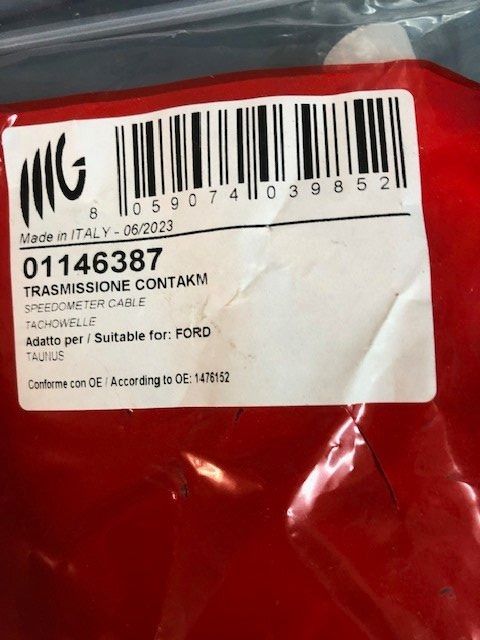 MG
8 059074 039852
Made in ITALY - 06/2023
01146387
TRASMISSIONE CONTAKM
SPEEDOMETER CABLE
TACHOWELLE
Adatto per / Suitable for: FORD
TAUNUS
Conforme con OE / According to OE: 1476152